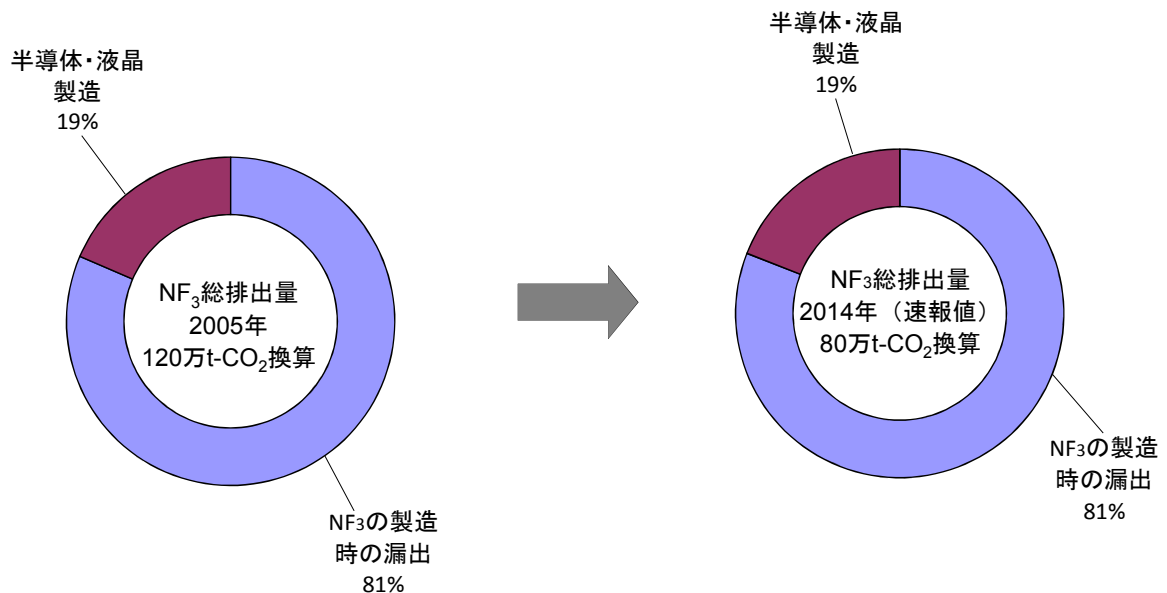 半導体・液晶
製造
19%
NF₃総排出量
2005年
120万t-CO₂換算
NF₃の製造
時の漏出
81%
半導体・液晶
製造
19%
NF₃総排出量
2014年（速報値）
80万t-CO₂換算
NF₃の製造
時の漏出
81%